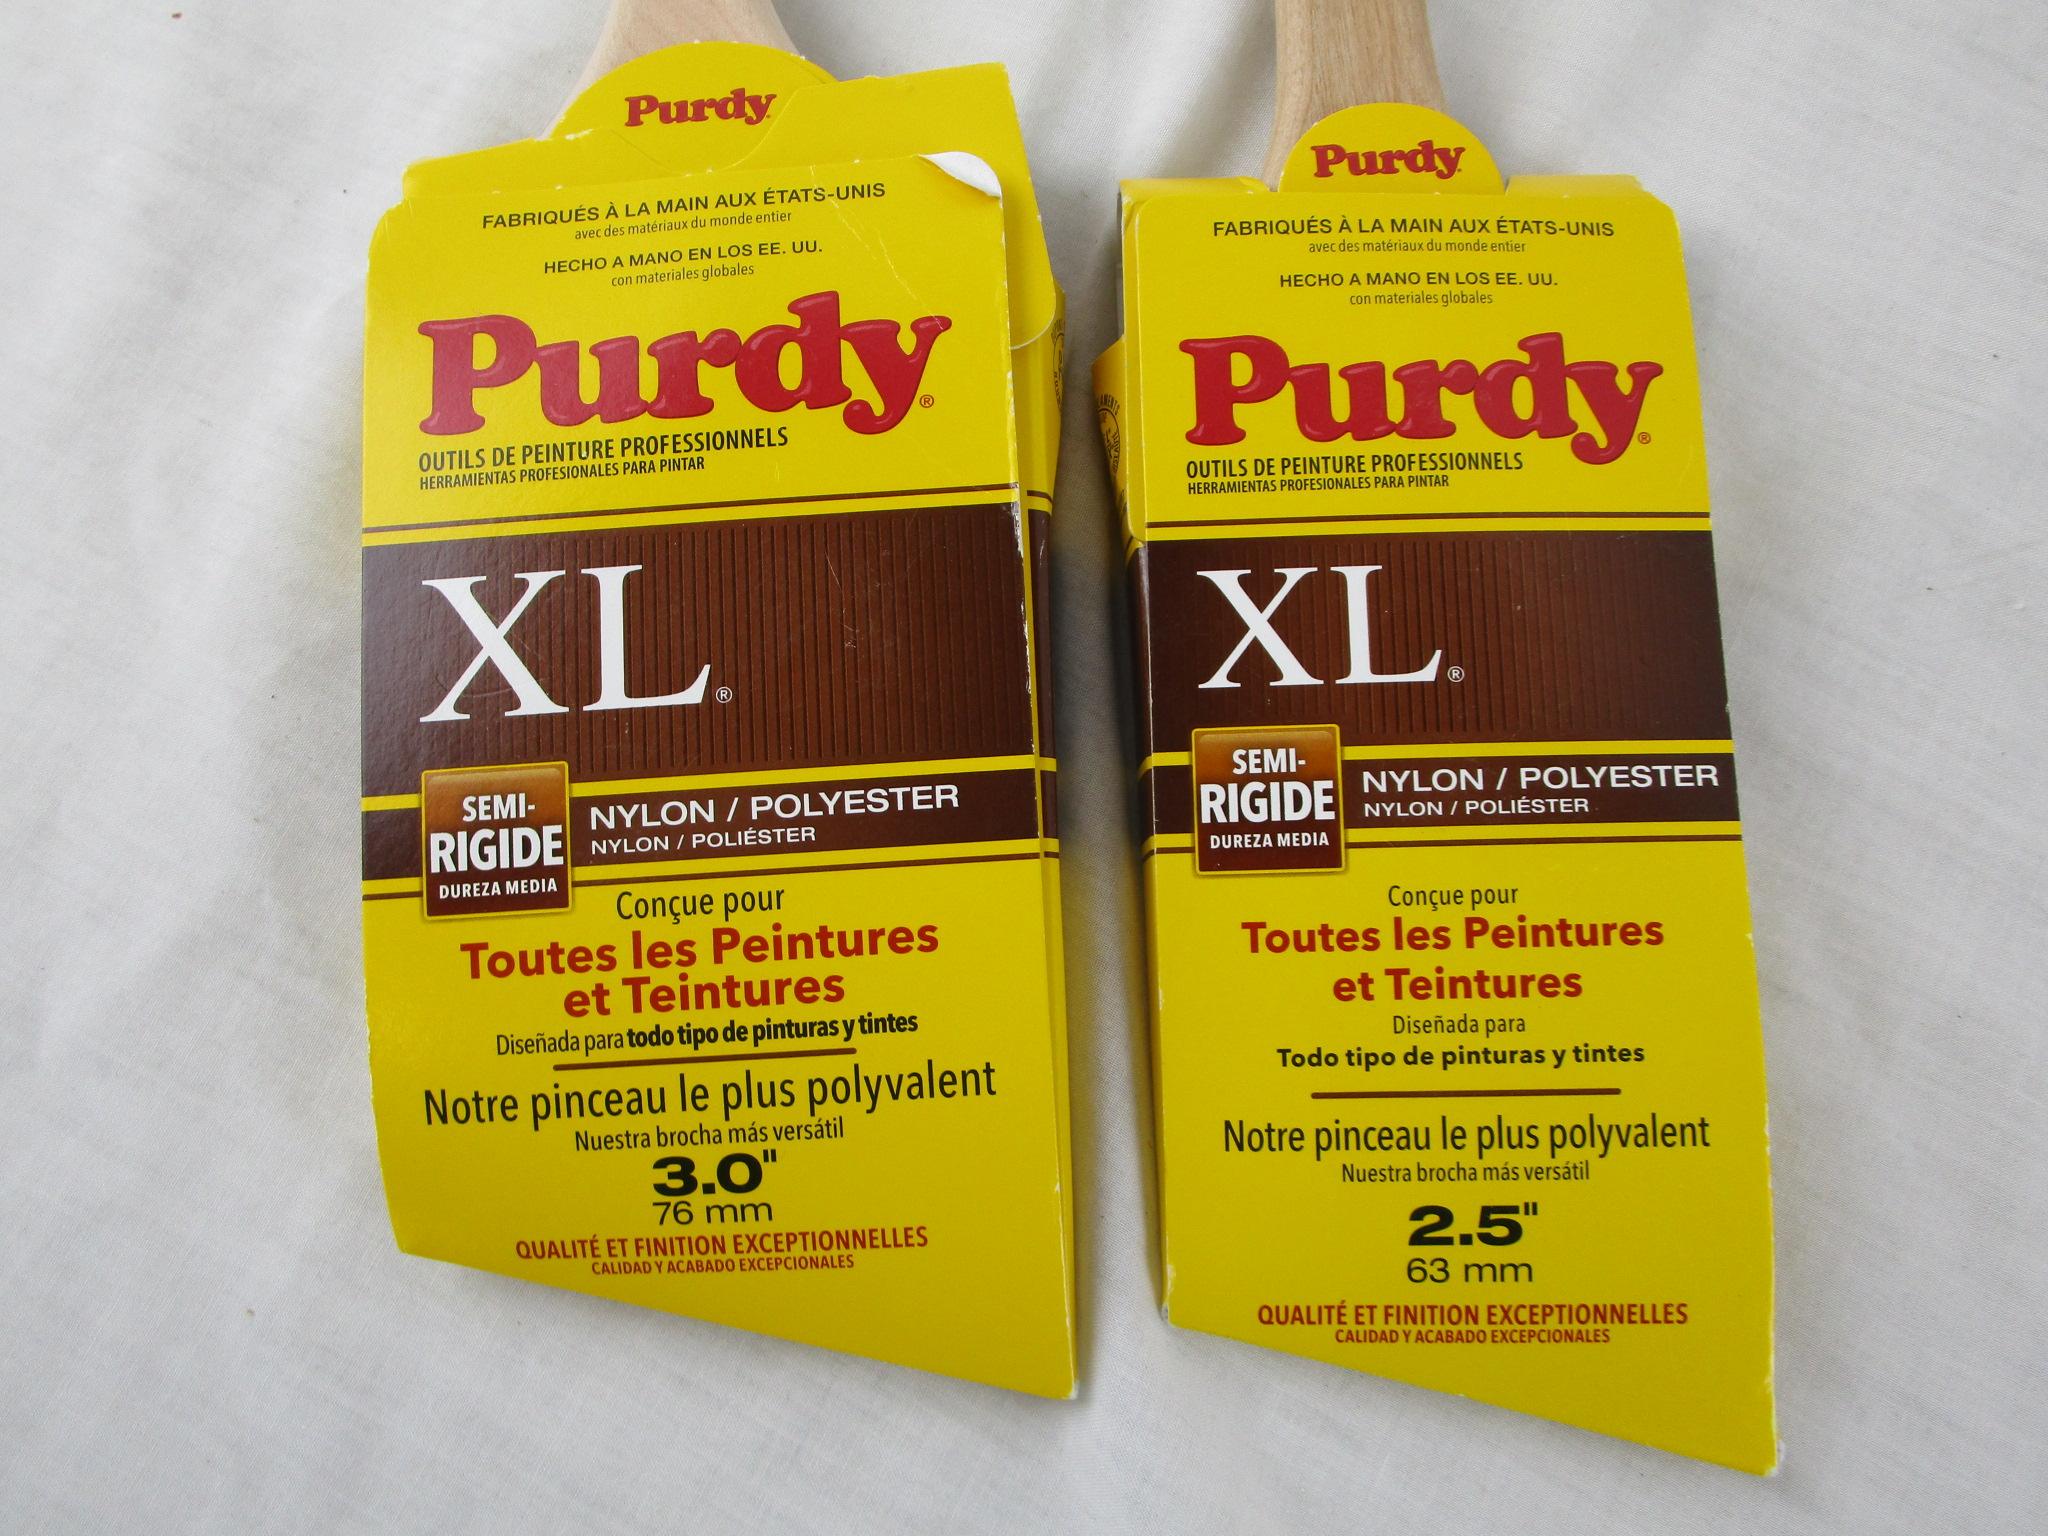 Purdy
FABRIQUÉS À LA MAIN AUX ÉTATS-UNIS
avec des matériaux du monde entier
HECHO A MANO EN LOS EE. UU.
con materiales globales
Purdy®
OUTILS DE PEINTURE PROFESSIONNELS
HERRAMIENTAS PROFESIONALES PARA PINTAR
XL®
SEMI-
RIGIDE
DUREZA MEDIA
NYLON / POLYESTER
NYLON / POLIÉSTER
Conçue pour
Toutes les Peintures
et Teintures
Diseñada para todo tipo de pinturas y tintes
Notre pinceau le plus polyvalent
Nuestra brocha más versátil
3.0"
76 mm
QUALITÉ ET FINITION EXCEPTIONNELLES
CALIDAD Y ACABADO EXCEPCIONALES
Purdy
FABRIQUÉS À LA MAIN AUX ÉTATS-UNIS
avec des matériaux du monde entier
HECHO A MANO EN LOS EE. UU.
con materiales globales
Purdy®
OUTILS DE PEINTURE PROFESSIONNELS
HERRAMIENTAS PROFESIONALES PARA PINTAR
XL®
SEMI-
RIGIDE
DUREZA MEDIA
NYLON / POLYESTER
NYLON / POLIÉSTER
Conçue pour
Toutes les Peintures
et Teintures
Diseñada para
Todo tipo de pinturas y tintes
Notre pinceau le plus polyvalent
Nuestra brocha más versátil
2.5"
63 mm
QUALITÉ ET FINITION EXCEPTIONNELLES
CALIDAD Y ACABADO EXCEPCIONALES